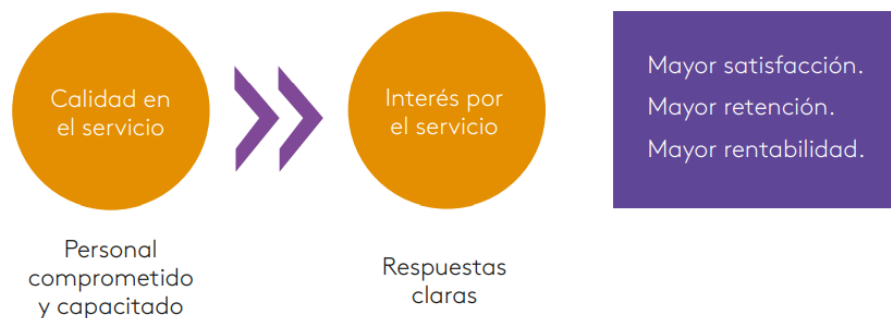 Calidad en
el servicio
Personal
comprometido
y capacitado
Interés por
el servicio
Respuestas
claras
Mayor satisfacción.
Mayor retención.
Mayor rentabilidad.